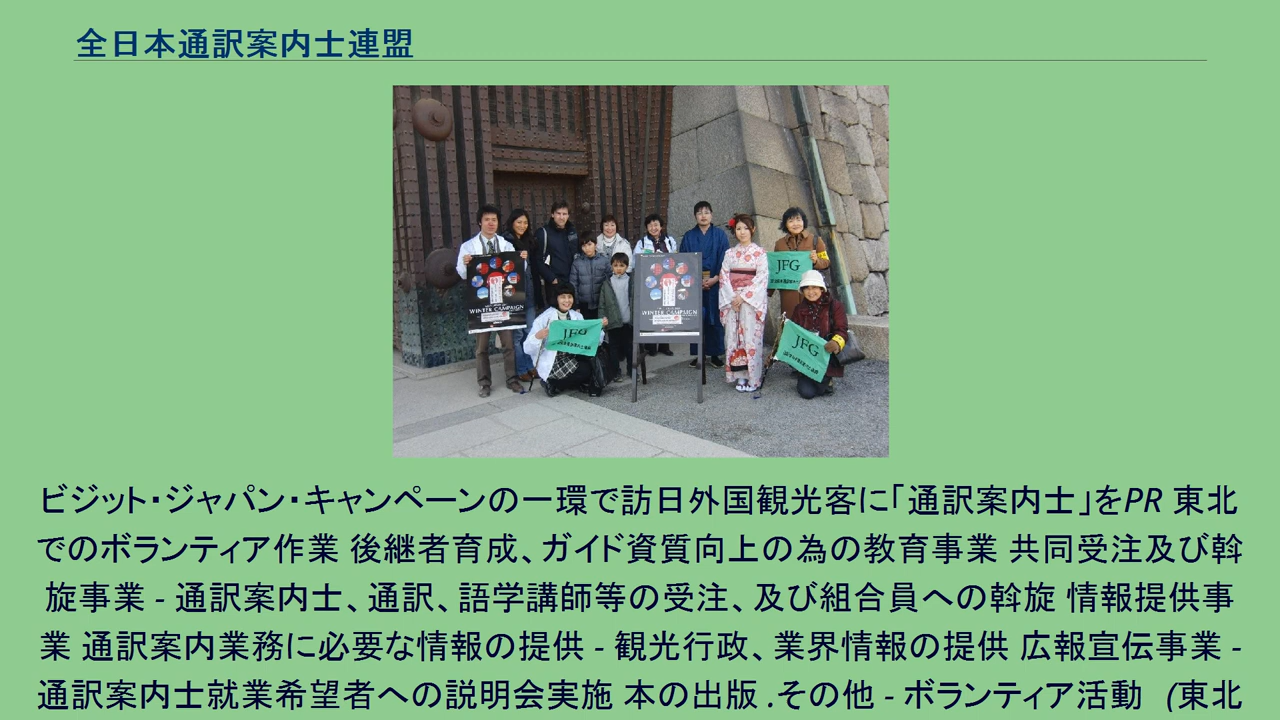 全日本通訳案内士連盟
WINTER CAMPAIGN
WINTER CAMPAIGN
JFG
JFG
JFG
ビジット・ジャパン・キャンペーンの一環で訪日外国観光客に「通訳案内士」をPR 東北
でのボランティア作業 後継者育成、ガイド資質向上の為の教育事業 共同受注及び斡
旋事業 - 通訳案内士、通訳、語学講師等の受注、及び組合員への斡旋 情報提供事
業 通訳案内業務に必要な情報の提供 - 観光行政、業界情報の提供 広報宣伝事業 -
通訳案内士就業希望者への説明会実施 本の出版 .その他 - ボランティア活動 (東北